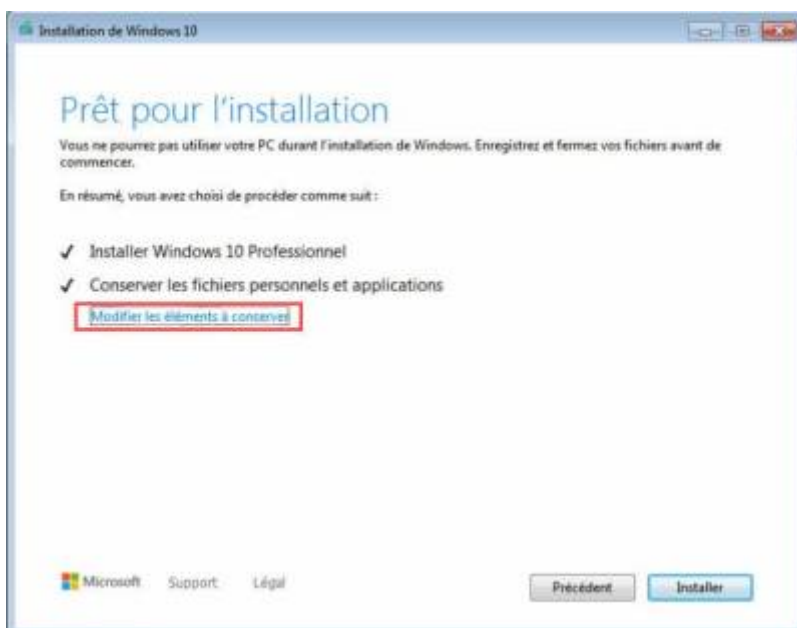 Installation de Windows 10
Prêt pour l'installation
Vous ne pourrez pas utiliser votre PC durant l'installation de Windows. Enregistrez et fermez vos fichiers avant de
commencer.
En résumé, vous avez choisi de procéder comme suit :
✓ Installer Windows 10 Professionnel
✓ Conserver les fichiers personnels et applications
Modifier les éléments à conserver
Microsoft Support Légal Précédent Installer